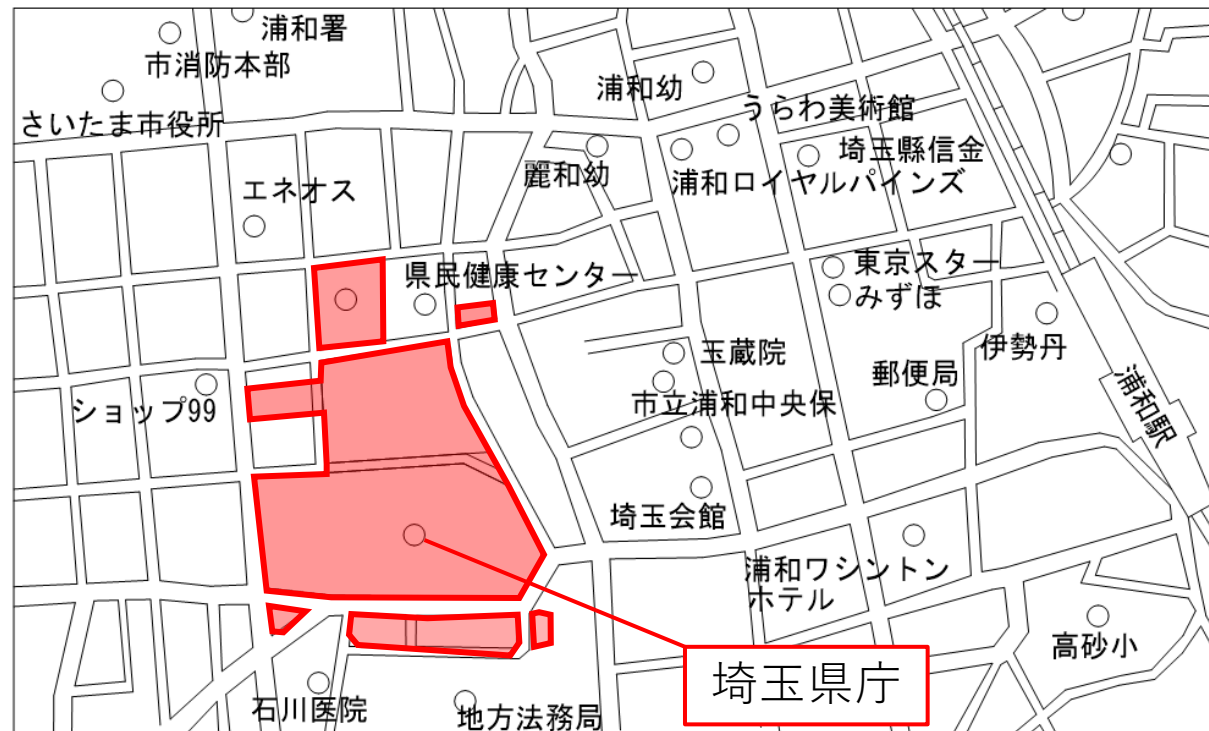 浦和署
市消防本部
浦和幼
うらわ美術館
さいたま市役所
埼玉縣信金
麗和幼
浦和ロイヤルパインズ
エネオス
県民健康センター
東京スター
みずほ
伊勢丹
玉蔵院
郵便局
ショップ99
市立浦和中央保
浦和駅
埼玉会館
浦和ワシントン
ホテル
高砂小
埼玉県庁
石川医院
地方法務局